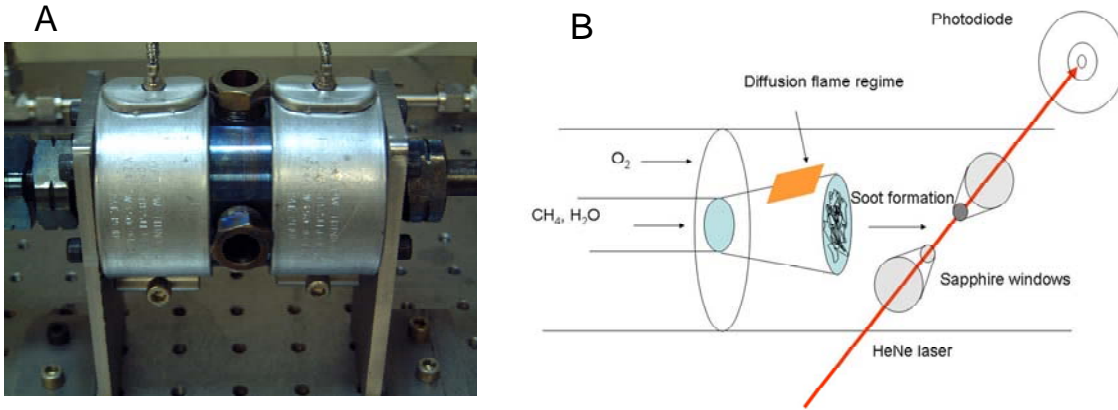 A
B
Photodiode
Diffusion flame regime
O2
CH4, H2O
Soot formation
Sapphire windows
HeNe laser